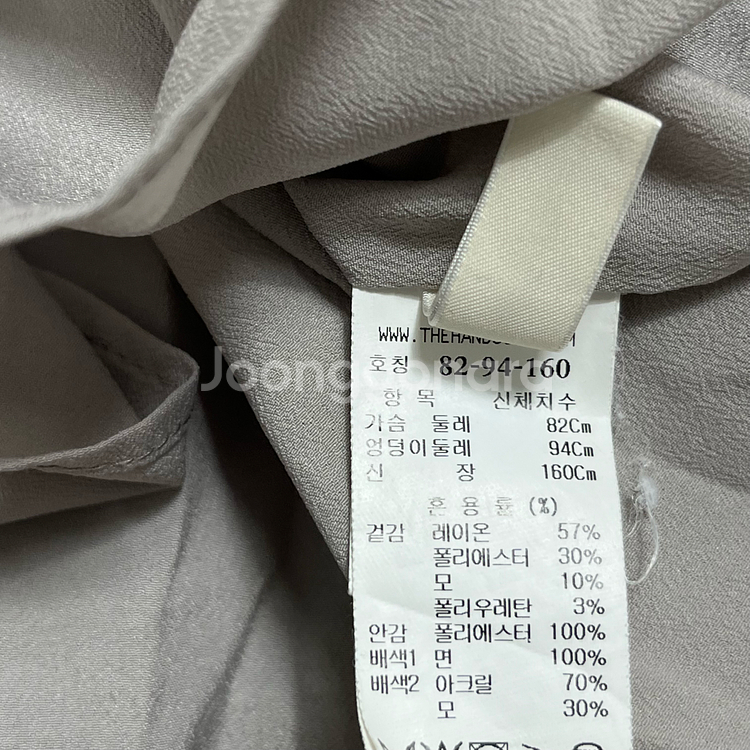 WWW.THEHANDSO
호칭 82-94-160
Joonggonara
항 목 신체치수
가슴 둘레 82Cm
엉덩이둘레 94Cm
신 장 160Cm
혼 용 률 (%)
겉감 레이온 57%
폴리에스터 30%
모 10%
폴리우레탄 3%
안감 폴리에스터 100%
배색1 면 100%
배색2 아크릴 70%
모 30%